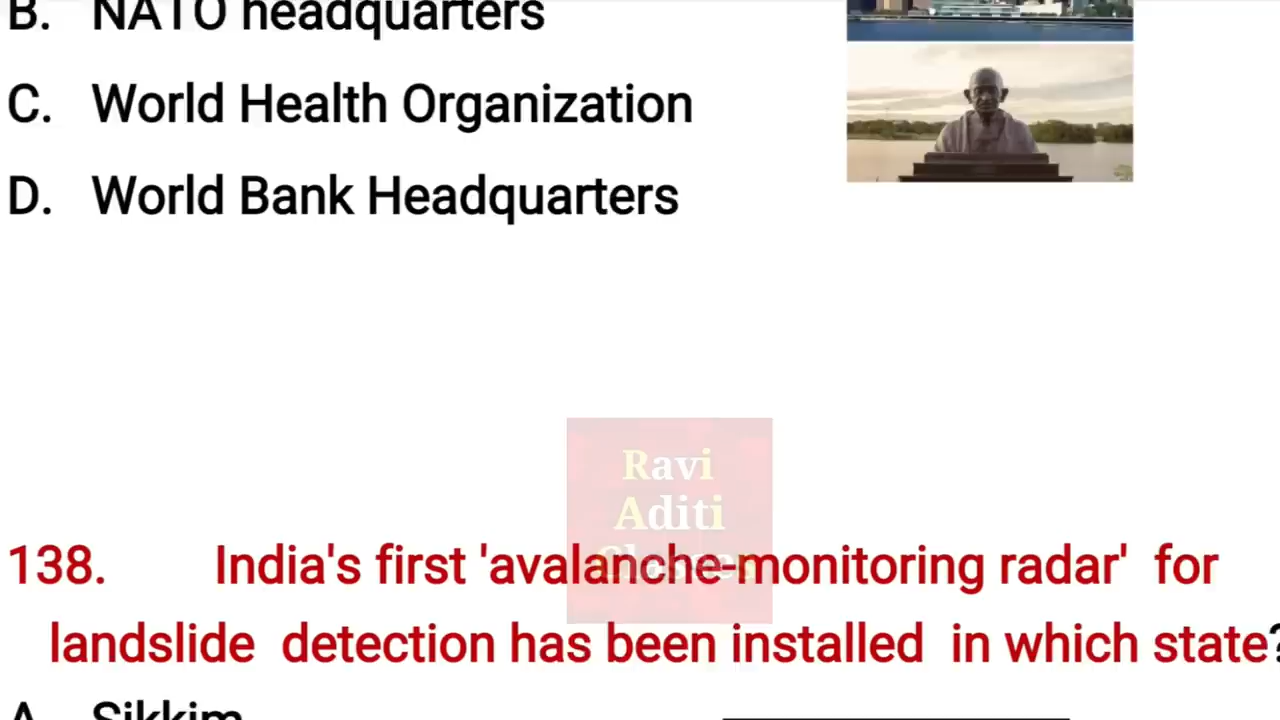 B. NATO headquarters
C. World Health Organization
D. World Bank Headquarters
Ravi
Aditi
Classes
138. India's first 'avalanche-monitoring radar' for
landslide detection has been installed in which state?
A. Sikkim